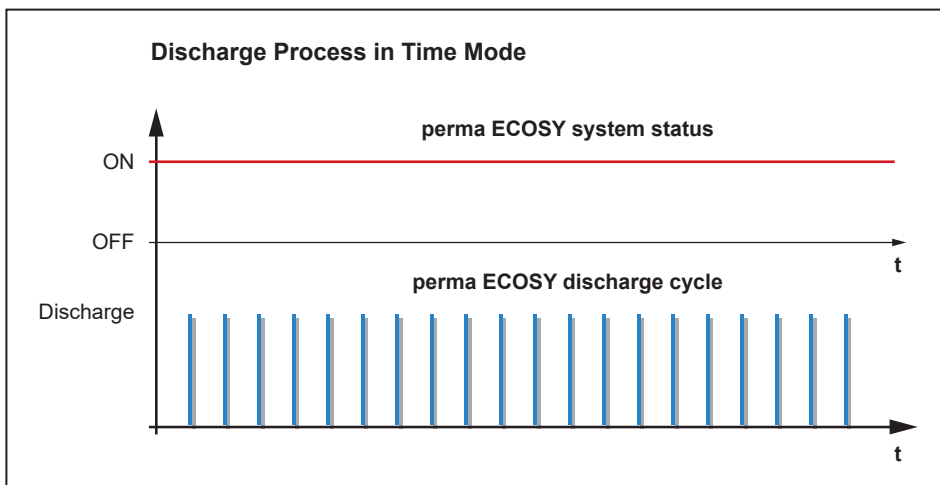 Discharge Process in Time Mode
perma ECOSY system status
ON
OFF
t
perma ECOSY discharge cycle
Discharge
t